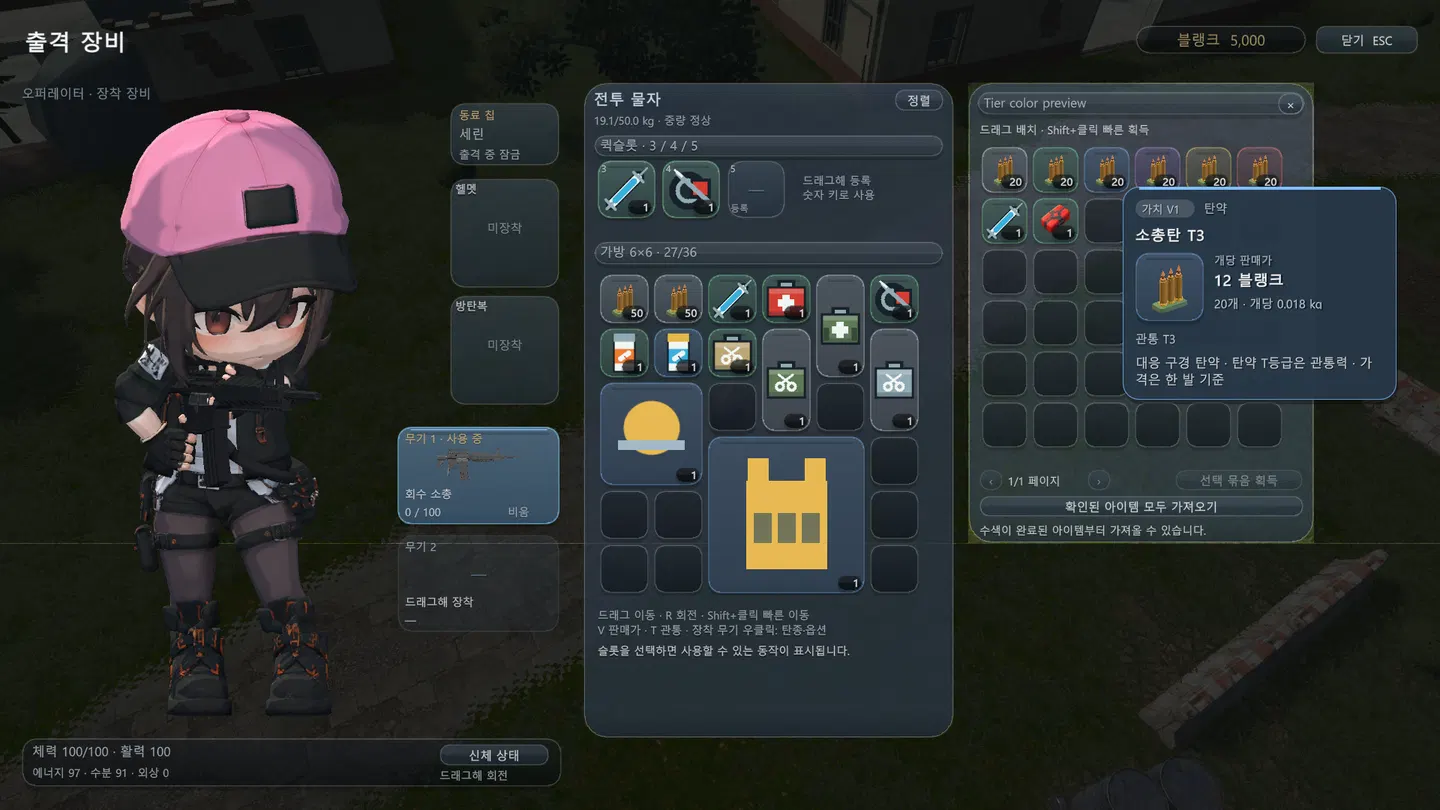 출격 장비
블랭크 5,000
닫기 ESC
오퍼레이터 · 장착 장비
동료 칩
세린
출격 중 잠금
헬멧
미장착
방탄복
미장착
무기 1 · 사용 중
회수 소총
0 / 100 비움
무기 2
—
드래그해 장착
—
체력 100/100 · 활력 100
에너지 97 · 수분 91 · 외상 0
신체 상태
드래그해 회전
전투 물자
정렬
19.1/50.0 kg · 중량 정상
퀵슬롯 · 3 / 4 / 5
3 1
4 1
5 — 등록
드래그해 등록
숫자 키로 사용
가방 6×6 · 27/36
50 50 1 1 1
1 1 1 1
1 1
1
1
드래그 이동 · R 회전 · Shift+클릭 빠른 이동
V 판매가 · T 관통 · 장착 무기 우클릭: 탄종·옵션
슬롯을 선택하면 사용할 수 있는 동작이 표시됩니다.
Tier color preview
×
드래그 배치 · Shift+클릭 빠른 획득
20 20 20 20 20 20
1 1
가치 V1 탄약
소총탄 T3
개당 판매가
12 블랭크
20개 · 개당 0.018 kg
관통 T3
대응 구경 탄약 · 탄약 T등급은 관통력 · 가
격은 한 발 기준
‹ 1/1 페이지 ›
선택 묶음 획득
확인된 아이템 모두 가져오기
수색이 완료된 아이템부터 가져올 수 있습니다.